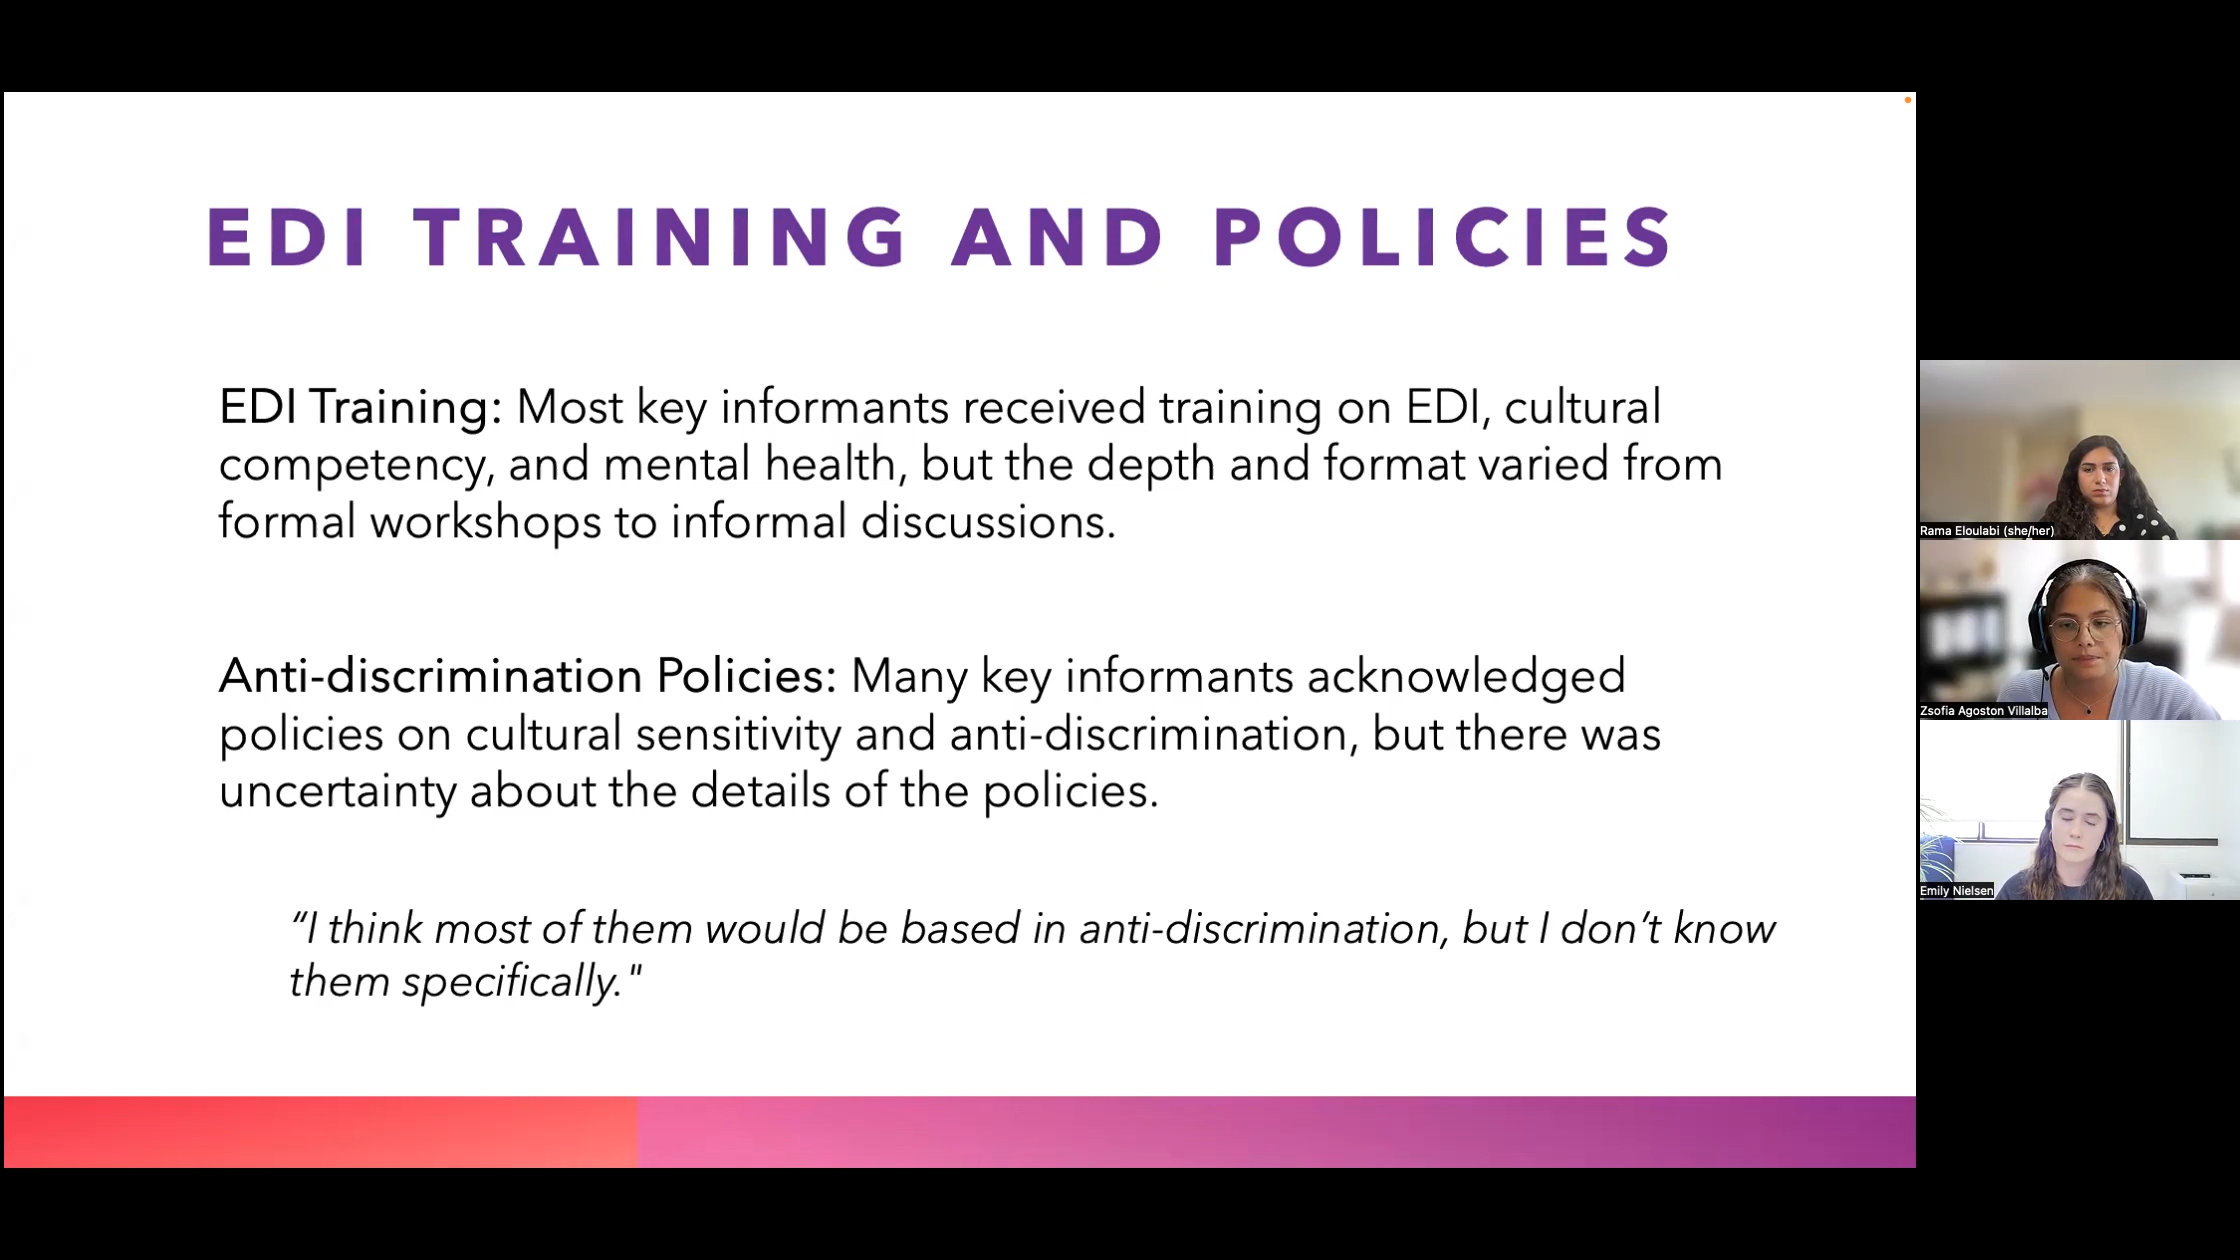 EDI TRAINING AND POLICIES
EDI Training: Most key informants received training on EDI, cultural
competency, and mental health, but the depth and format varied from
formal workshops to informal discussions.
Anti-discrimination Policies: Many key informants acknowledged
policies on cultural sensitivity and anti-discrimination, but there was
uncertainty about the details of the policies.
“I think most of them would be based in anti-discrimination, but I don’t know
them specifically."
Rama Eloulabi (she/her)
Zsofia Agoston Villalba
Emily Nielsen